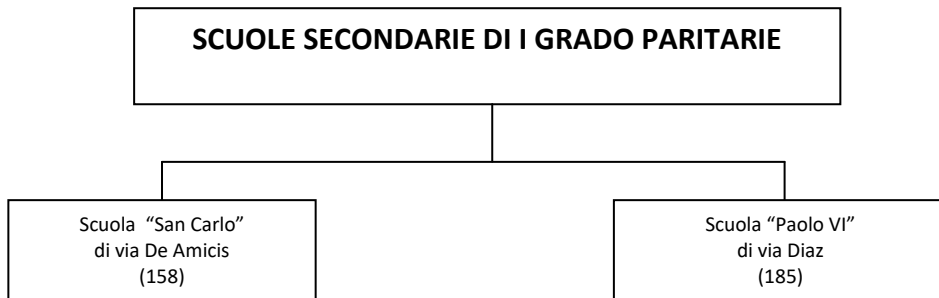 SCUOLE SECONDARIE DI I GRADO PARITARIE
Scuola “San Carlo”
di via De Amicis
(158)
Scuola “Paolo VI”
di via Diaz
(185)